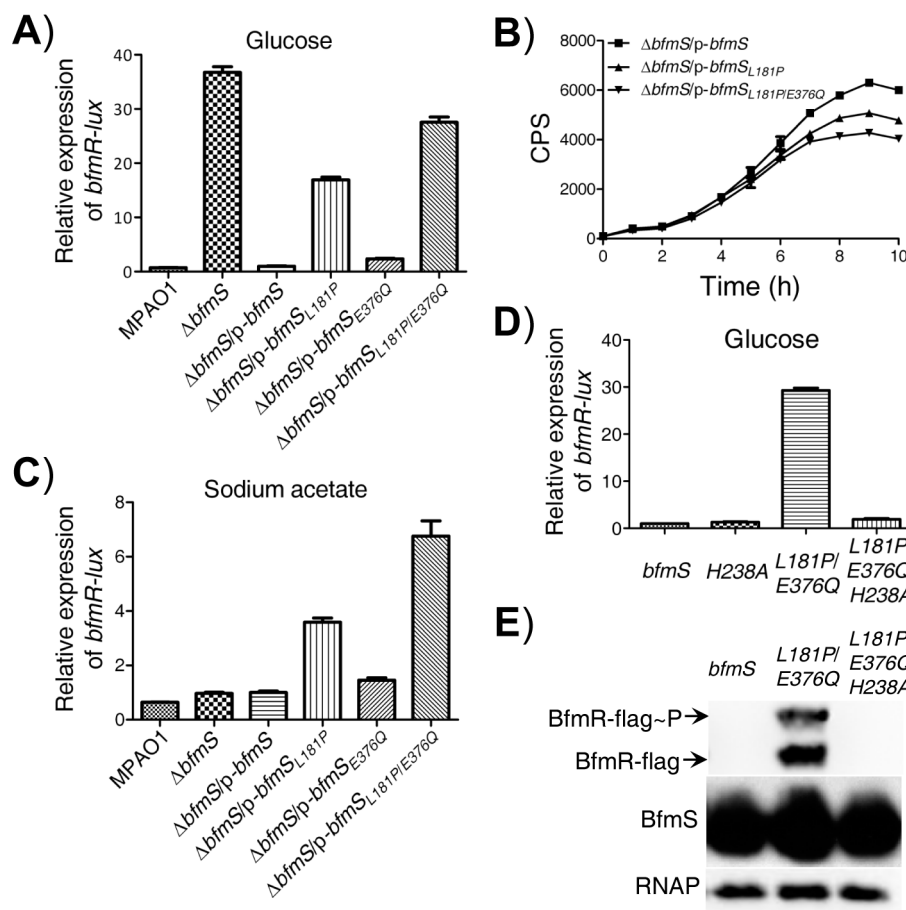 A)
Glucose
Relative expression
of bfmR-lux
40
30
20
10
0
MPAO1
ΔbfmS
ΔbfmS/p-bfmS
ΔbfmS/p-bfmSL181P
ΔbfmS/p-bfmSE376Q
ΔbfmS/p-bfmSL181P/E376Q
B)
CPS
8000
6000
4000
2000
0
ΔbfmS/p-bfmS
ΔbfmS/p-bfmSL181P
ΔbfmS/p-bfmSL181P/E376Q
0 2 4 6 8 10
Time (h)
C)
Sodium acetate
Relative expression
of bfmR-lux
8
6
4
2
0
MPAO1
ΔbfmS
ΔbfmS/p-bfmS
ΔbfmS/p-bfmSL181P
ΔbfmS/p-bfmSE376Q
ΔbfmS/p-bfmSL181P/E376Q
D)
Glucose
Relative expression
of bfmR-lux
40
30
20
10
0
bfmS
H238A
L181P/
E376Q
L181P/
E376Q/
H238A
E)
bfmS
L181P/
E376Q
L181P/
E376Q/
H238A
BfmR-flag~P
BfmR-flag
BfmS
RNAP